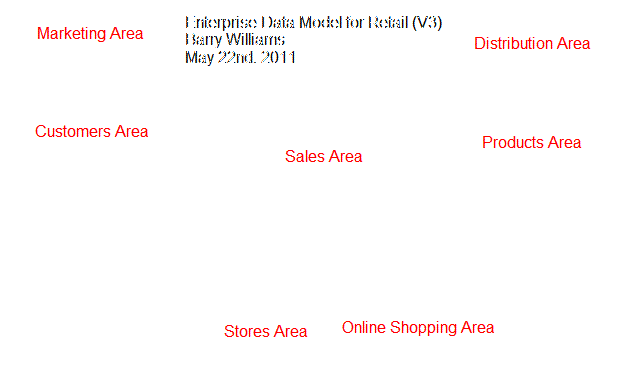 Enterprise Data Model for Retail (V3)
Barry Williams
May 22nd. 2011
Marketing Area
Distribution Area
Customers Area
Sales Area
Products Area
Stores Area
Online Shopping Area